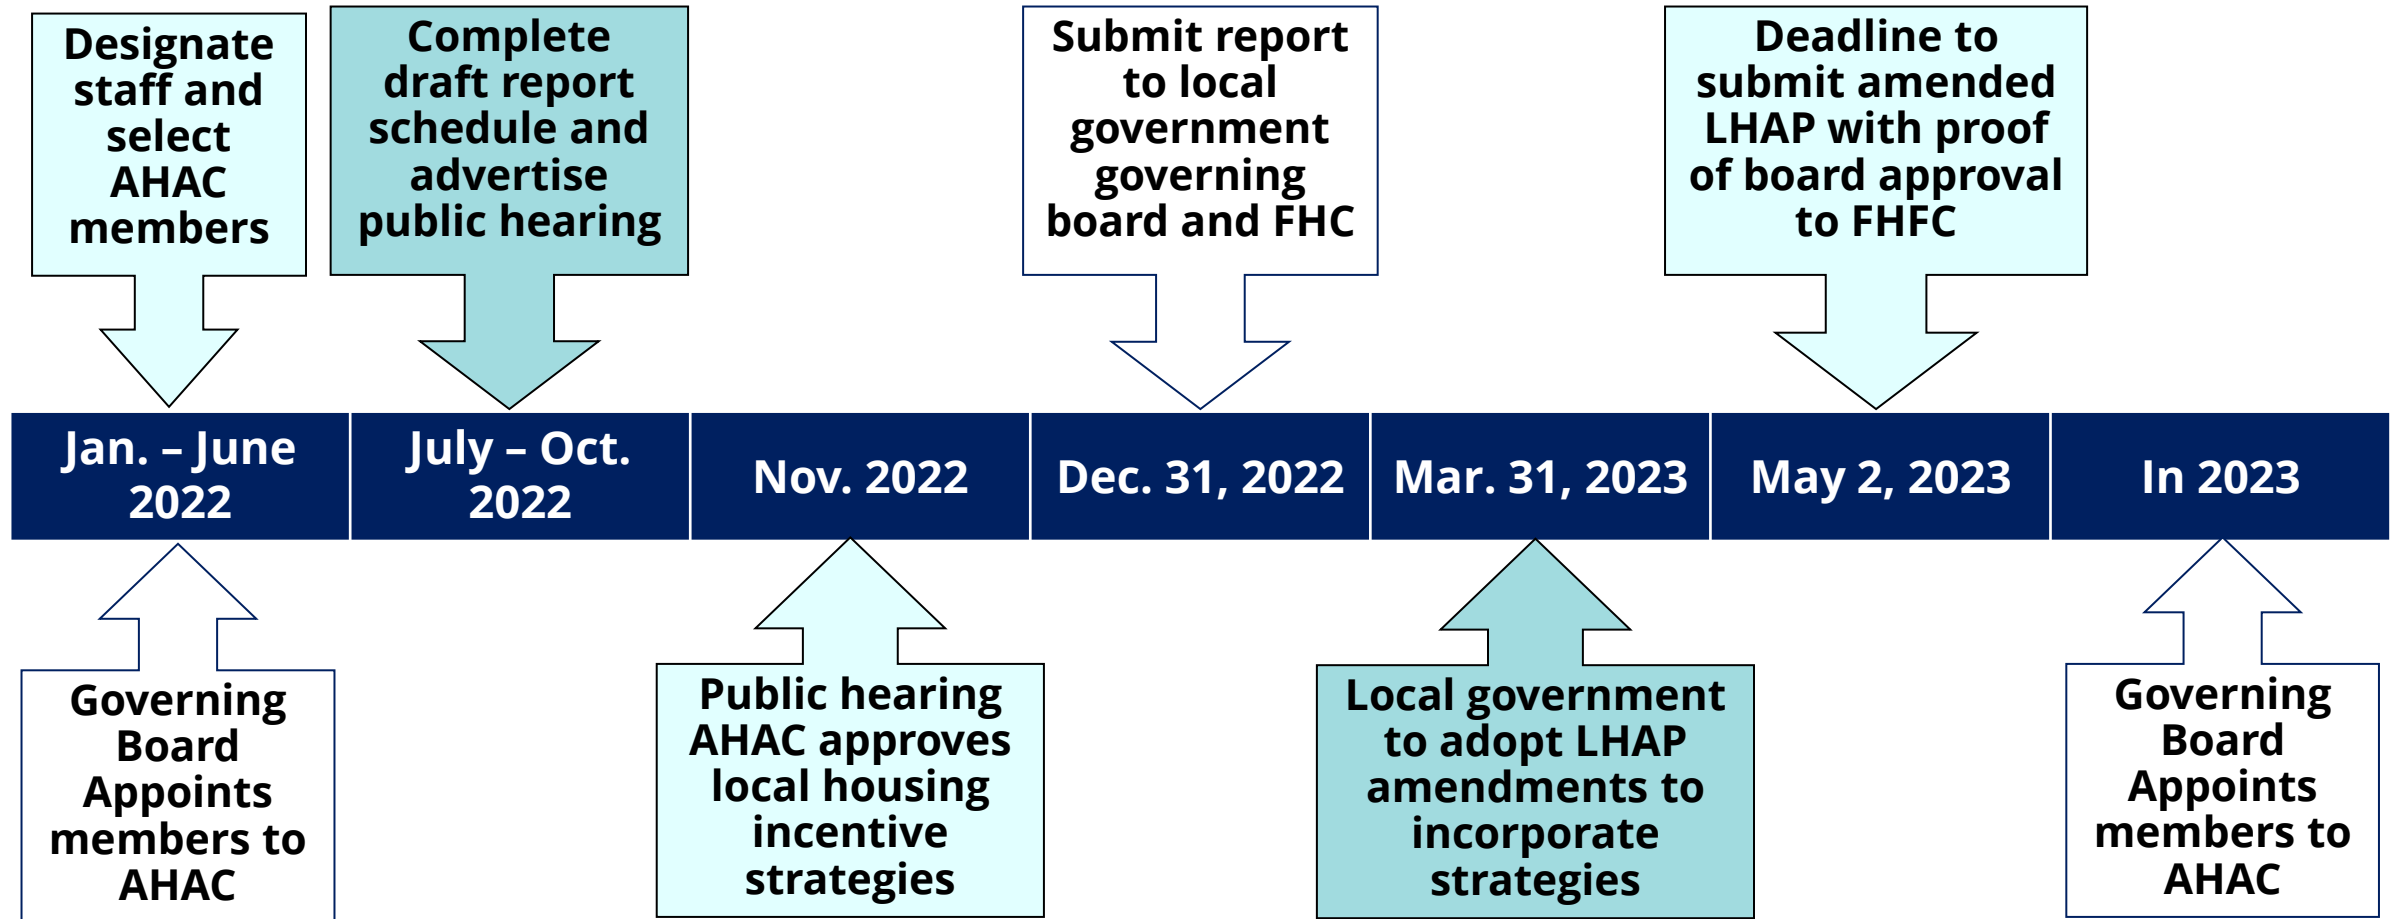 Designate
staff and
select
AHAC
members
Complete
draft report
schedule and
advertise
public hearing
Submit report
to local
government
governing
board and FHC
Deadline to
submit amended
LHAP with proof
of board approval
to FHFC
Jan. – June
2022
July – Oct.
2022
Nov. 2022
Dec. 31, 2022
Mar. 31, 2023
May 2, 2023
In 2023
Governing
Board
Appoints
members to
AHAC
Public hearing
AHAC approves
local housing
incentive
strategies
Local government
to adopt LHAP
amendments to
incorporate
strategies
Governing
Board
Appoints
members to
AHAC